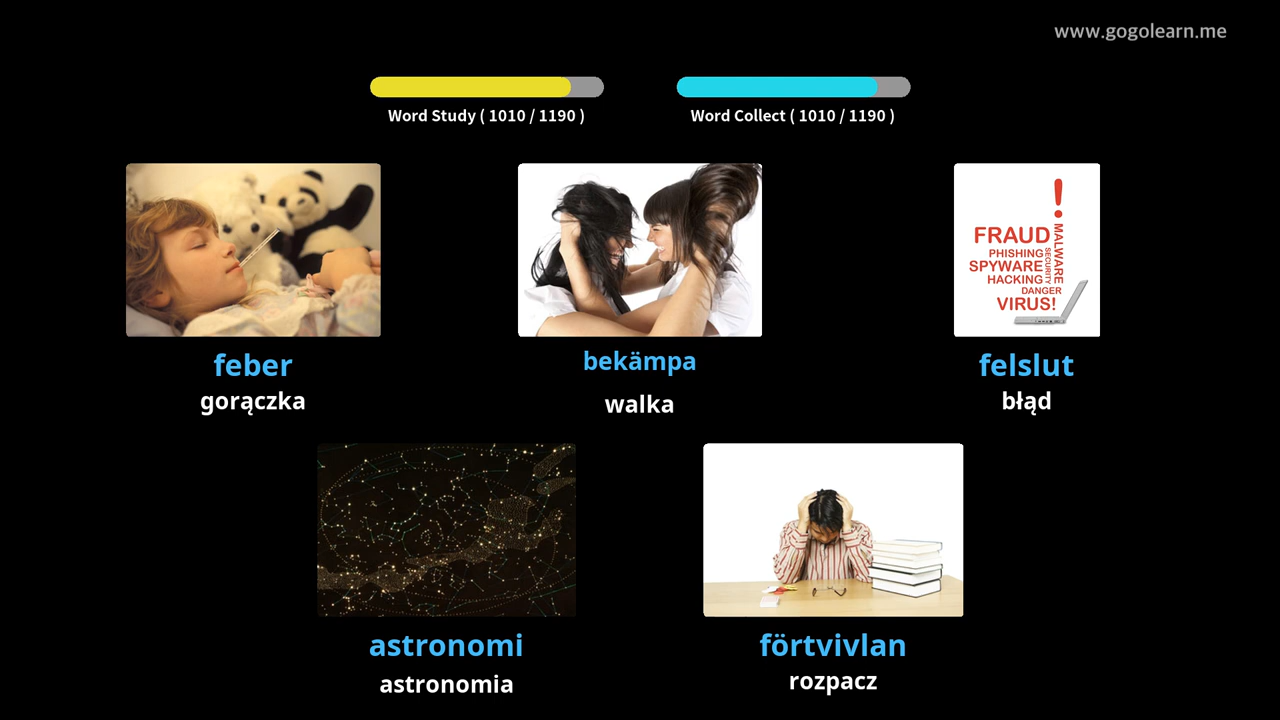 www.gogolearn.me
Word Study ( 1010 / 1190 )
Word Collect ( 1010 / 1190 )
!
FRAUD
PHISHING
SPYWARE
HACKING
DANGER
VIRUS!
MALWARE
SECURITY
feber
gorączka
bekämpa
walka
felslut
błąd
astronomi
astronomia
förtvivlan
rozpacz